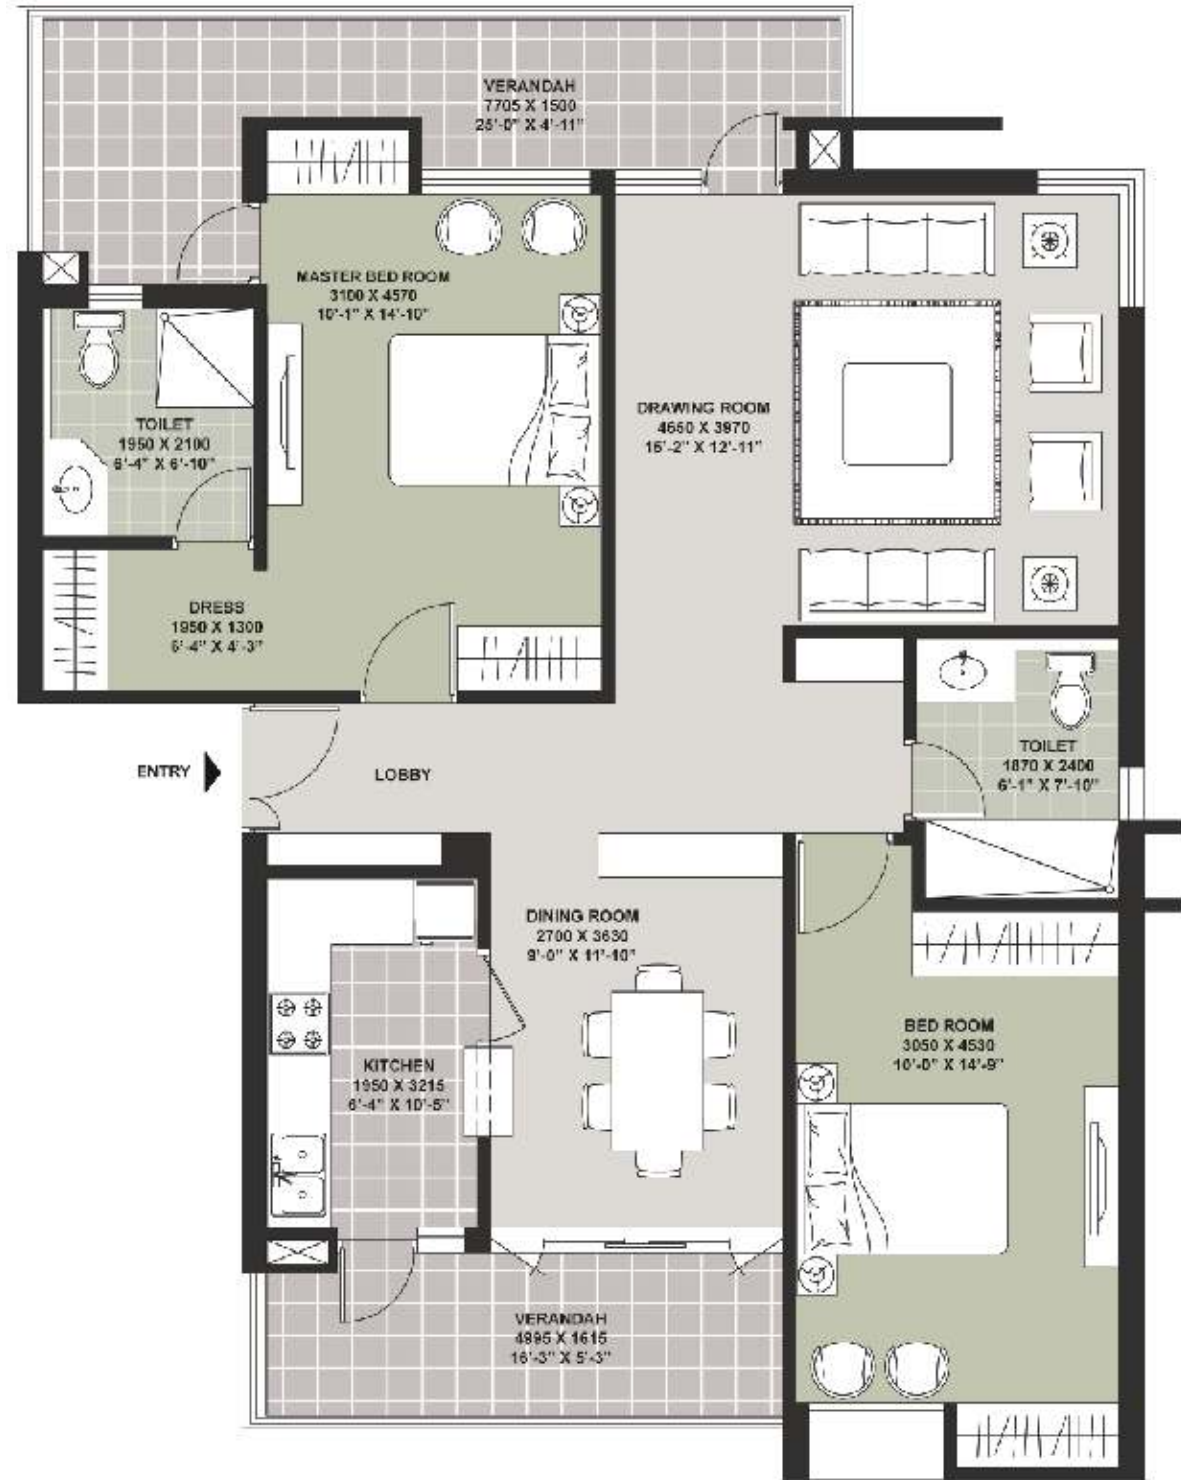 VERANDAH
7705 X 1500
25'-0" X 4'-11"
MASTER BED ROOM
3100 X 4570
10'-1" X 14'-10"
TOILET
1950 X 2100
6'-4" X 6'-10"
DRAWING ROOM
4650 X 3970
15'-2" X 12'-11"
DRESS
1950 X 1300
6'-4" X 4'-3"
ENTRY
LOBBY
TOILET
1870 X 2400
6'-1" X 7'-10"
DINING ROOM
2700 X 3630
9'-0" X 11'-10"
KITCHEN
1950 X 3215
6'-4" X 10'-5"
BED ROOM
3050 X 4530
10'-0" X 14'-9"
VERANDAH
4995 X 1615
16'-3" X 5'-3"